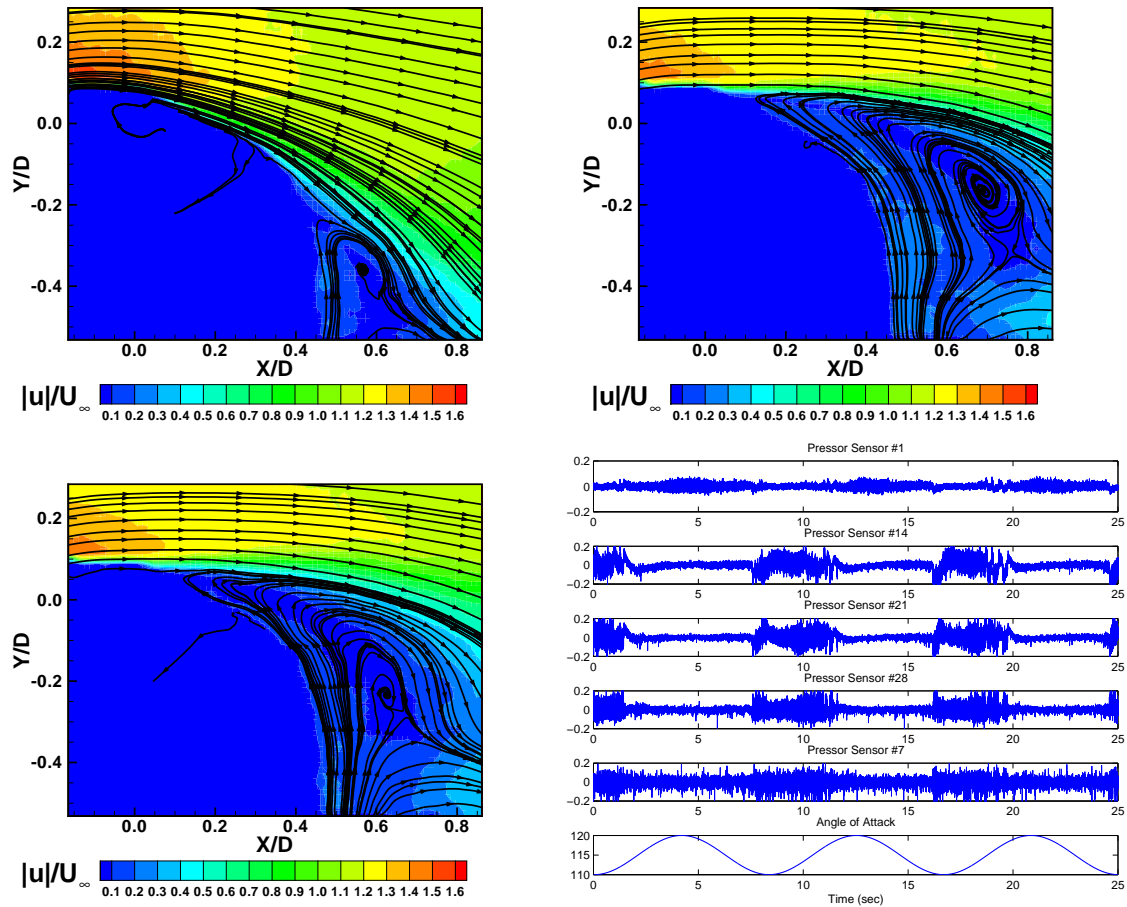 0.2
0.0
-0.2
-0.4
Y/D
0.0 0.2 0.4 0.6 0.8
X/D
|u|/U∞
0.1 0.2 0.3 0.4 0.5 0.6 0.7 0.8 0.9 1.0 1.1 1.2 1.3 1.4 1.5 1.6
0.2
0.0
-0.2
-0.4
Y/D
0.0 0.2 0.4 0.6 0.8
X/D
|u|/U∞
0.1 0.2 0.3 0.4 0.5 0.6 0.7 0.8 0.9 1.0 1.1 1.2 1.3 1.4 1.5 1.6
0.2
0.0
-0.2
-0.4
Y/D
0.0 0.2 0.4 0.6 0.8
X/D
|u|/U∞
0.1 0.2 0.3 0.4 0.5 0.6 0.7 0.8 0.9 1.0 1.1 1.2 1.3 1.4 1.5 1.6
Pressor Sensor #1
0.2
0
−0.2
0 5 10 15 20 25
Pressor Sensor #14
0.2
0
−0.2
0 5 10 15 20 25
Pressor Sensor #21
0.2
0
−0.2
0 5 10 15 20 25
Pressor Sensor #28
0.2
0
−0.2
0 5 10 15 20 25
Pressor Sensor #7
0.2
0
−0.2
0 5 10 15 20 25
Angle of Attack
120
115
110
0 5 10 15 20 25
Time (sec)